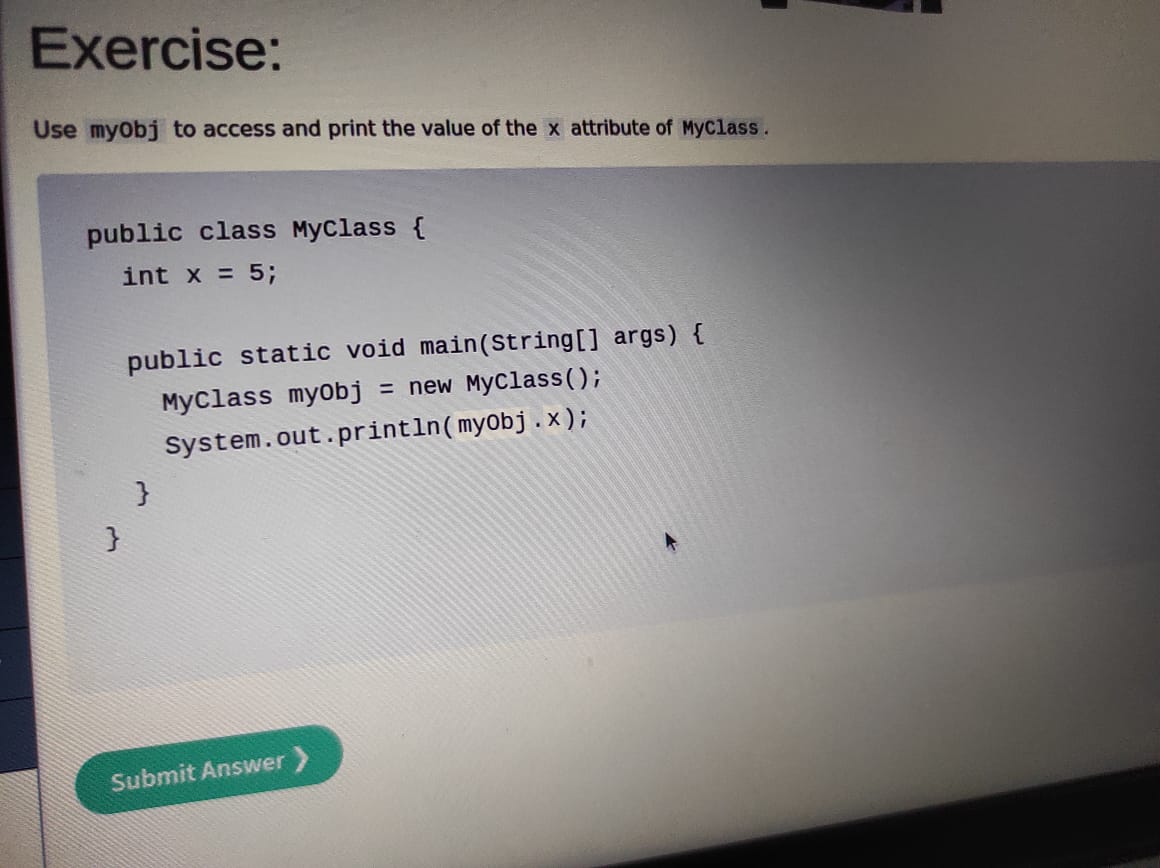 Exercise:
Use myObj to access and print the value of the x attribute of MyClass.
public class MyClass {
int x = 5;
public static void main(String[] args) {
MyClass myObj = new MyClass();
System.out.println(myObj.x);
}
}
Submit Answer ❯